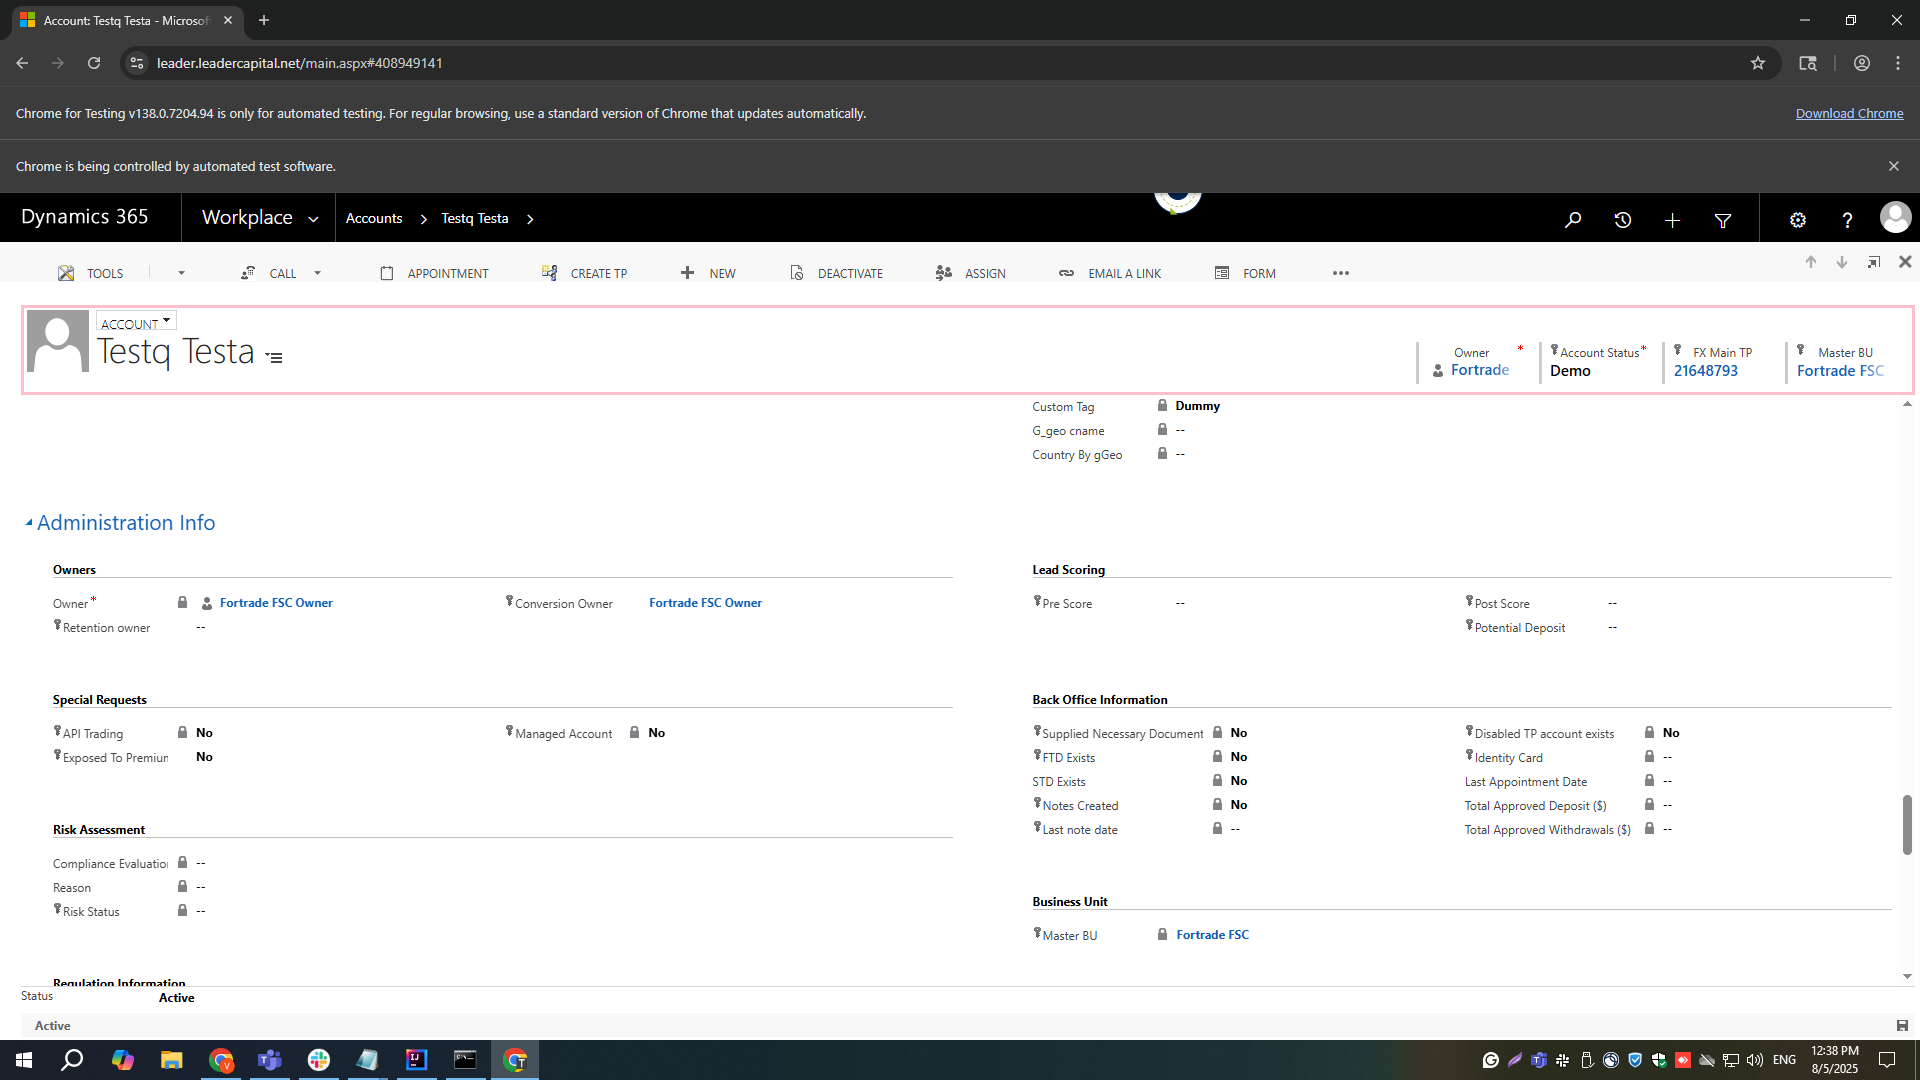 Account: Testq Testa - Microsof
leader.leadercapital.net/main.aspx#408949141
Chrome for Testing v138.0.7204.94 is only for automated testing. For regular browsing, use a standard version of Chrome that updates automatically.
Download Chrome
Chrome is being controlled by automated test software.
Dynamics 365
Workplace
Accounts
Testq Testa
TOOLS
CALL
APPOINTMENT
CREATE TP
NEW
DEACTIVATE
ASSIGN
EMAIL A LINK
FORM
ACCOUNT
Testq Testa
Owner *
Fortrade
Account Status *
Demo
FX Main TP
21648793
Master BU
Fortrade FSC
Custom Tag Dummy
G_geo cname --
Country By gGeo --
Administration Info
Owners
Owner * Fortrade FSC Owner
Conversion Owner Fortrade FSC Owner
Retention owner --
Lead Scoring
Pre Score --
Post Score --
Potential Deposit --
Special Requests
API Trading No
Managed Account No
Exposed To Premiun No
Back Office Information
Supplied Necessary Document No
Disabled TP account exists No
FTD Exists No
Identity Card --
STD Exists No
Last Appointment Date --
Notes Created No
Total Approved Deposit ($) --
Last note date --
Total Approved Withdrawals ($) --
Risk Assessment
Compliance Evaluatio --
Reason --
Risk Status --
Business Unit
Master BU Fortrade FSC
Regulation Information
Status Active
Active
ENG
12:38 PM
8/5/2025